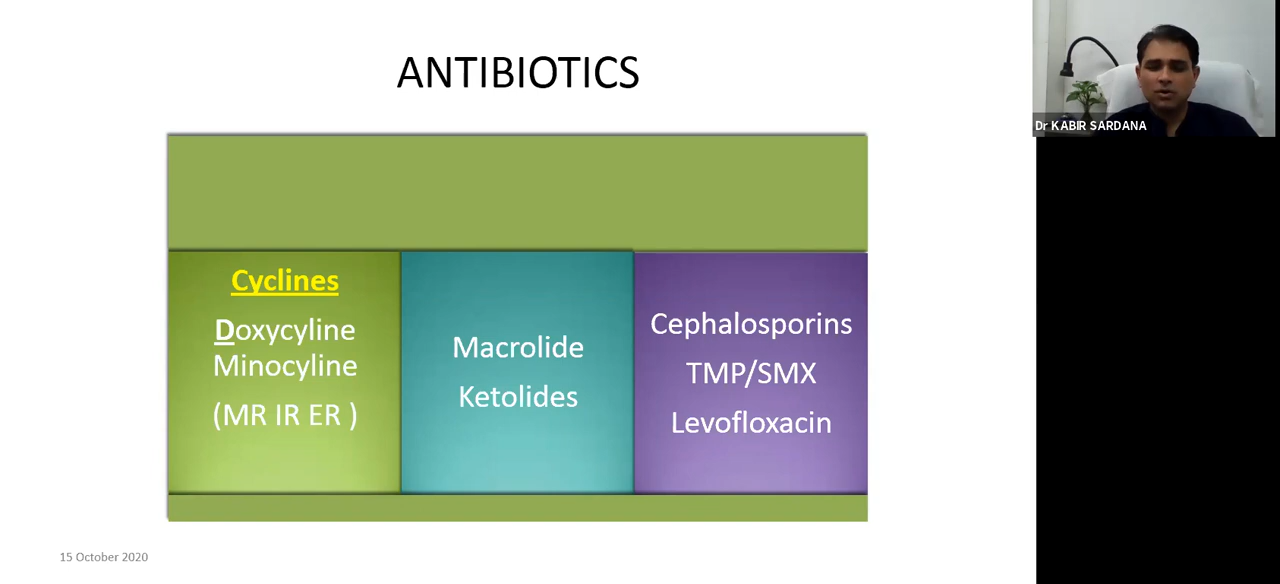 ANTIBIOTICS
Cyclines
Doxycyline
Minocyline
(MR IR ER )
Macrolide
Ketolides
Cephalosporins
TMP/SMX
Levofloxacin
15 October 2020
Dr KABIR SARDANA